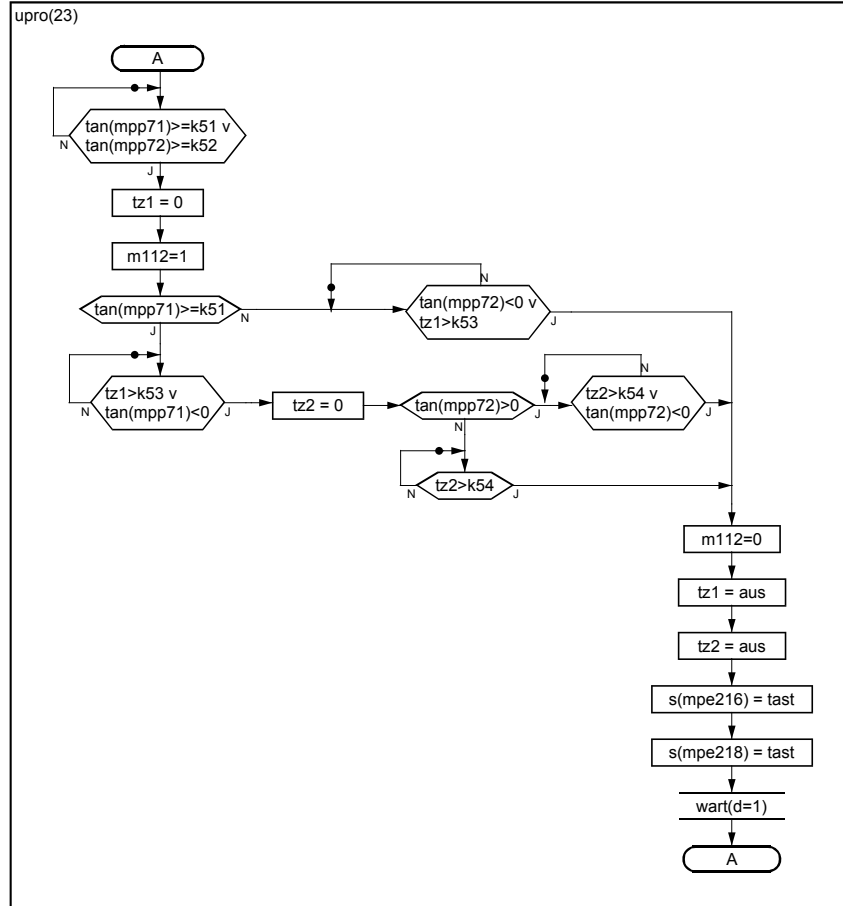 upro(23)
A
tan(mpp71)>=k51 v
tan(mpp72)>=k52
N
J
tz1 = 0
m112=1
tan(mpp71)>=k51
N
J
N
tan(mpp72)<0 v
tz1>k53
J
tz1>k53 v
tan(mpp71)<0
N
J
tz2 = 0
tan(mpp72)>0
J
N
N
tz2>k54 v
tan(mpp72)<0
J
tz2>k54
N
J
m112=0
tz1 = aus
tz2 = aus
s(mpe216) = tast
s(mpe218) = tast
wart(d=1)
A